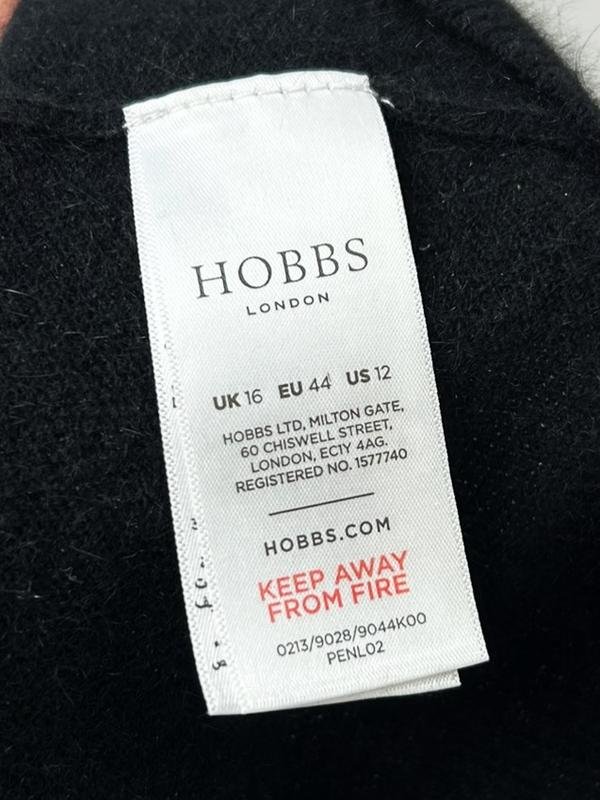 HOBBS
LONDON
UK 16 EU 44 US 12
HOBBS LTD, MILTON GATE,
60 CHISWELL STREET,
LONDON, EC1Y 4AG.
REGISTERED NO. 1577740
HOBBS.COM
KEEP AWAY
FROM FIRE
0213/9028/9044K00
PENL02